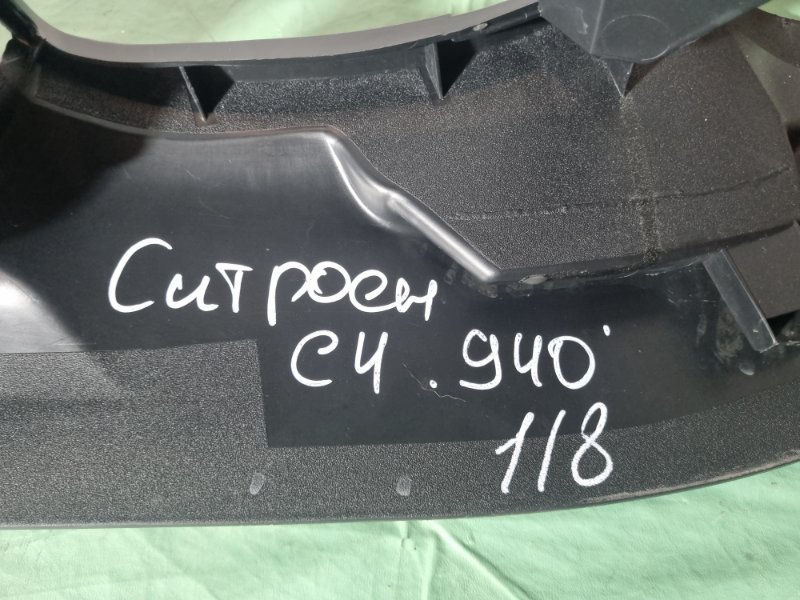 Ситроен
С4 . 940
1/8